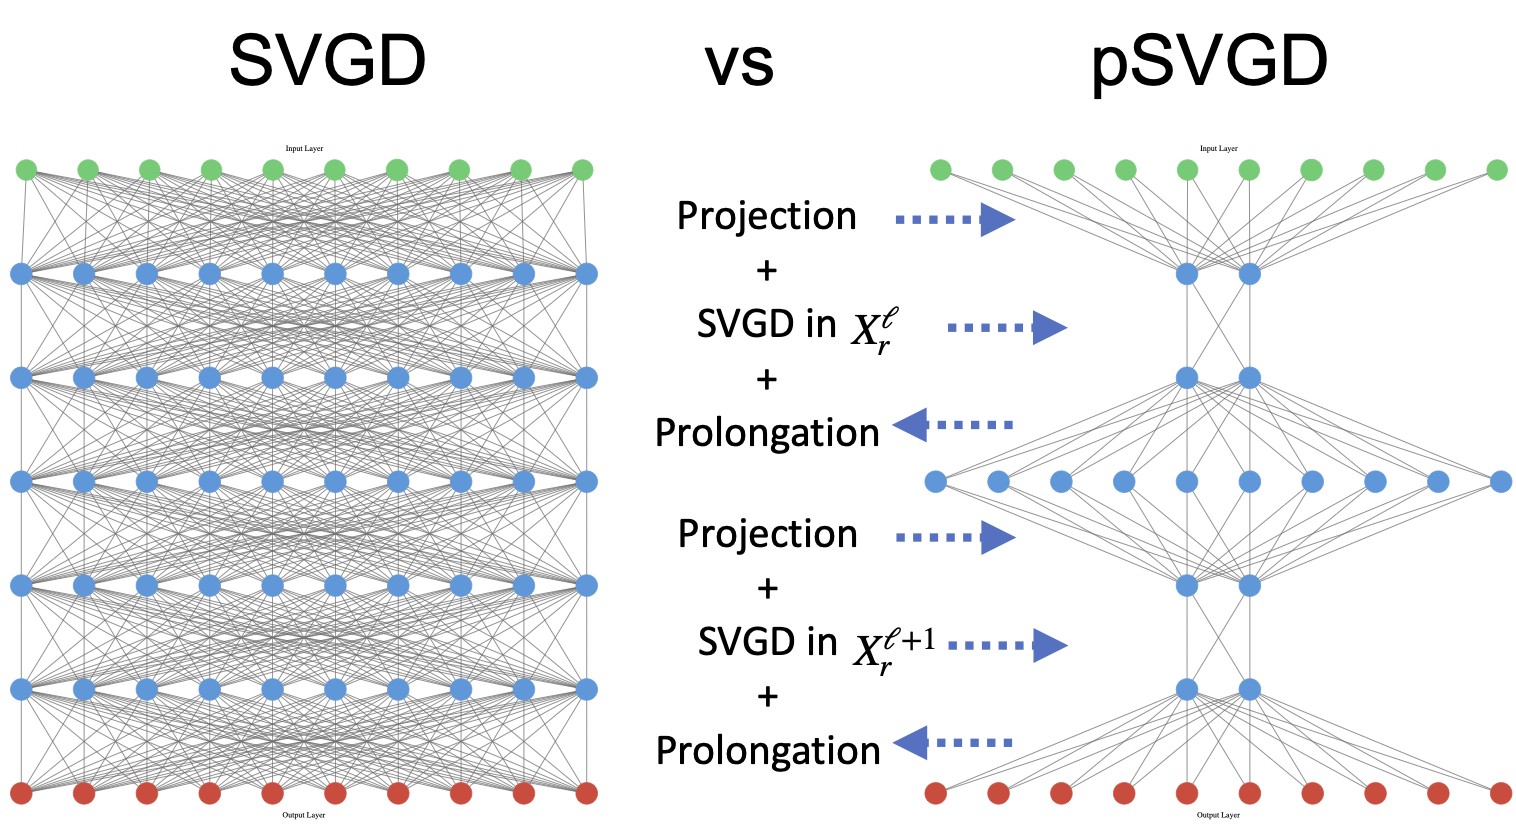 SVGD vs pSVGD
Input Layer
Input Layer
Projection
+
SVGD in $X_r^{\ell}$
+
Prolongation
Projection
+
SVGD in $X_r^{\ell+1}$
+
Prolongation
Output Layer
Output Layer